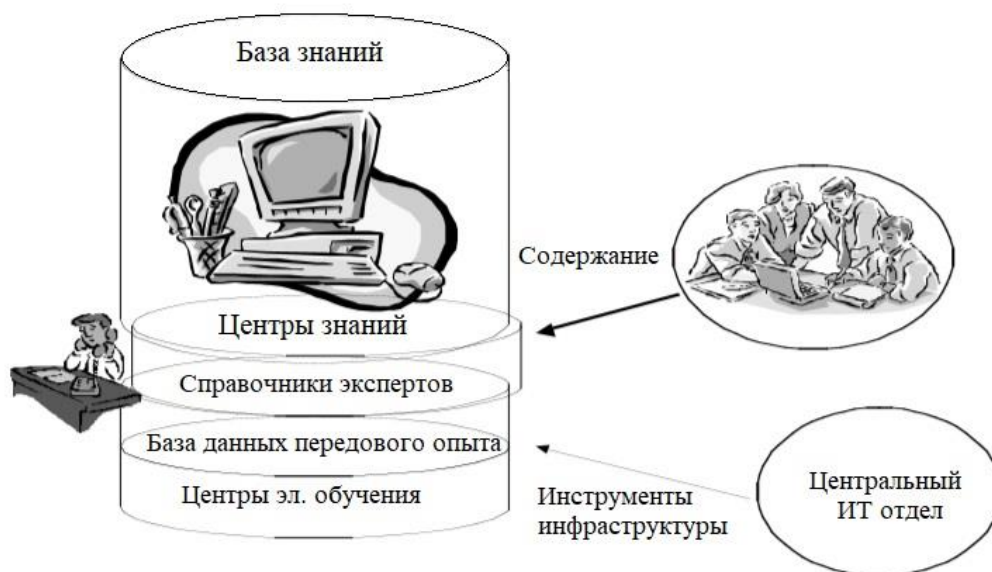 База знаний
Содержание
Центры знаний
Справочники экспертов
База данных передового опыта
Центры эл. обучения
Инструменты
инфраструктуры
Центральный
ИТ отдел